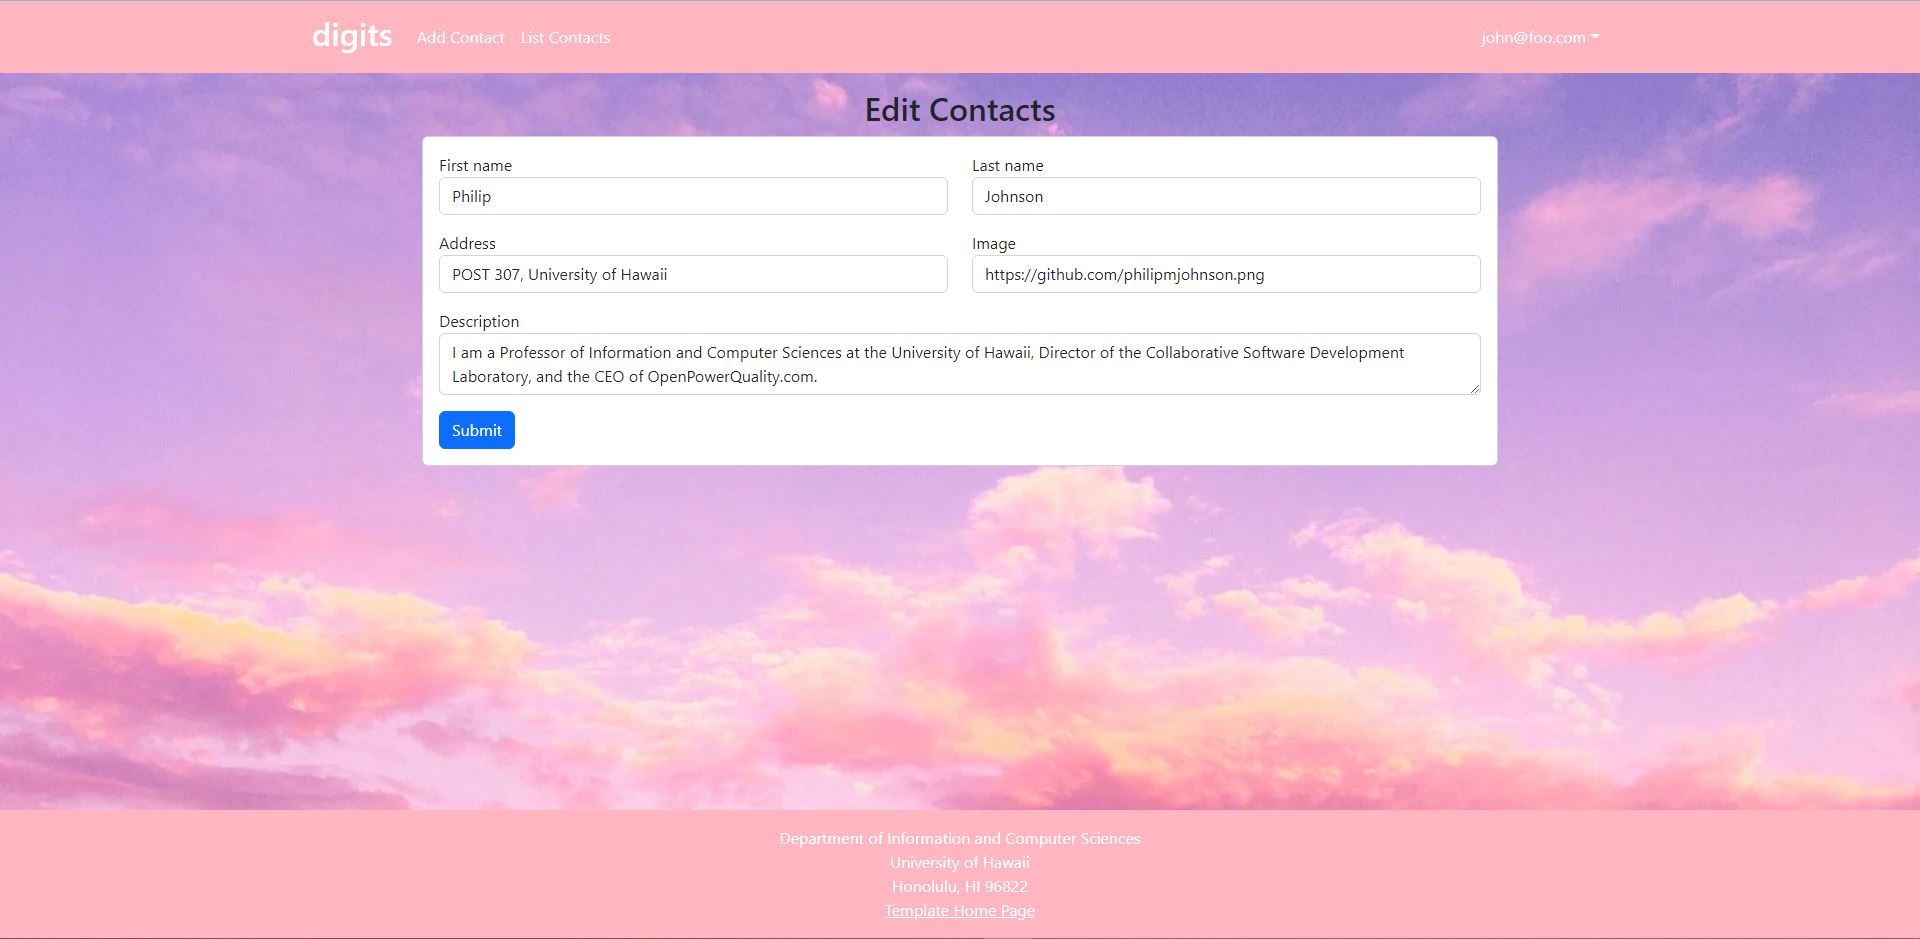 digits
Add Contact
List Contacts
john@foo.com
Edit Contacts
First name
Last name
Philip
Johnson
Address
Image
POST 307, University of Hawaii
https://github.com/philipmjohnson.png
Description
I am a Professor of Information and Computer Sciences at the University of Hawaii, Director of the Collaborative Software Development
Laboratory, and the CEO of OpenPowerQuality.com.
Submit
Department of Information and Computer Sciences
University of Hawaii
Honolulu, HI 96822
Template Home Page